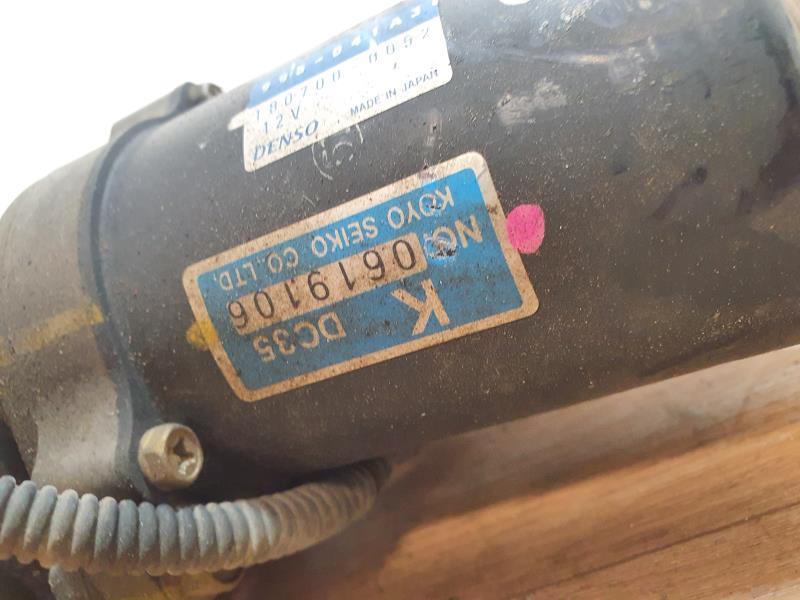 180700 0052
12V
DENSO MADE IN JAPAN
K DC35
NO 0619106
KOYO SEIKO CO. LTD.